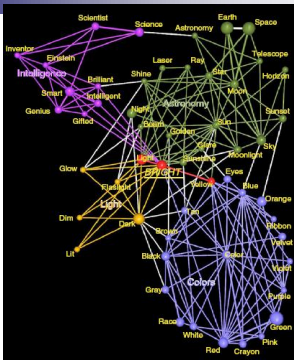 Scientist
Science
Earth
Space
Astronomy
Inventor
Einstein
Telescope
Laser
Ray
Star
Horizon
Intelligence
Brilliant
Shine
Moon
Smart
Intelligent
Astronomy
Genius
Gifted
Night
Beam
Golden
Sun
Sunset
Glare
Sky
Light
BRIGHT
Sunshine
Moonlight
Glow
Flaslight
Yellow
Eyes
Blue
Light
Orange
Dim
Dark
Tan
Ribbon
Brown
Velvet
Lit
Black
Color
Violet
Gray
Colors
Purple
Race
White
Green
Red
Crayon
Pink